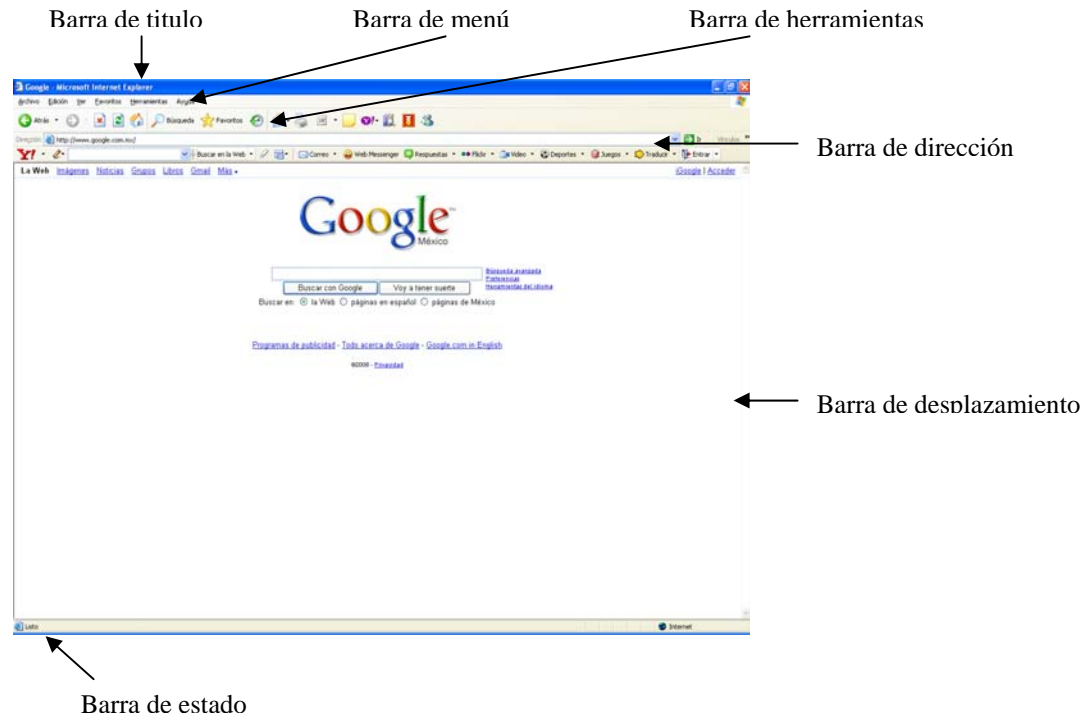 Barra de titulo Barra de menú Barra de herramientas
Google - Microsoft Internet Explorer
Archivo Edición Ver Favoritos Herramientas Ayuda
Atrás Búsqueda Favoritos
Dirección http://www.google.com.mx/ Ir Vínculos
Barra de dirección
Y! Buscar en la Web Correo Web Messenger Respuestas Flickr Video Deportes Juegos Traducir Entrar
La Web Imágenes Noticias Grupos Libros Gmail Más iGoogle | Acceder
Google™
México
Búsqueda avanzada
Preferencias
Herramientas del idioma
Buscar con Google Voy a tener suerte
Buscar en: la Web páginas en español páginas de México
Programas de publicidad - Todo acerca de Google - Google.com in English
©2008 - Privacidad
Barra de desplazamiento
Listo Internet
Barra de estado